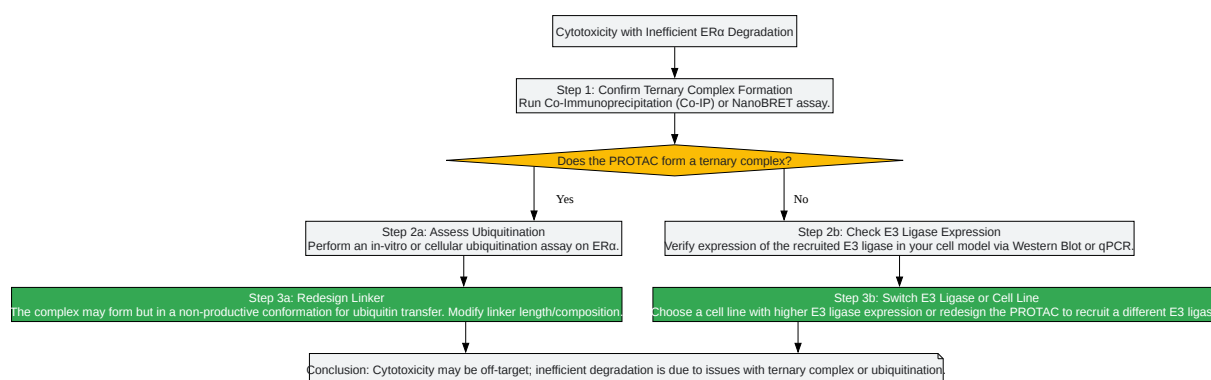 Cytotoxicity with Inefficient ERα Degradation
Step 1: Confirm Ternary Complex Formation
Run Co-Immunoprecipitation (Co-IP) or NanoBRET assay.
Does the PROTAC form a ternary complex?
Yes
No
Step 2a: Assess Ubiquitination
Perform an in-vitro or cellular ubiquitination assay on ERα.
Step 2b: Check E3 Ligase Expression
Verify expression of the recruited E3 ligase in your cell model via Western Blot or qPCR.
Step 3a: Redesign Linker
The complex may form but in a non-productive conformation for ubiquitin transfer. Modify linker length/composition.
Step 3b: Switch E3 Ligase or Cell Line
Choose a cell line with higher E3 ligase expression or redesign the PROTAC to recruit a different E3 ligas
Conclusion: Cytotoxicity may be off-target; inefficient degradation is due to issues with ternary complex or ubiquitination.